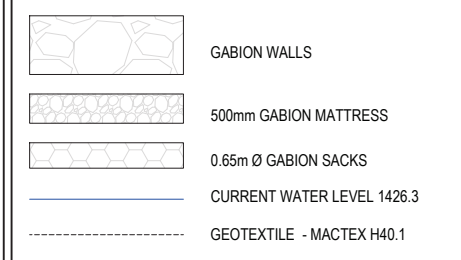 GABION WALLS
500mm GABION MATTRESS
0.65m Ø GABION SACKS
CURRENT WATER LEVEL 1426.3
GEOTEXTILE - MACTEX H40.1